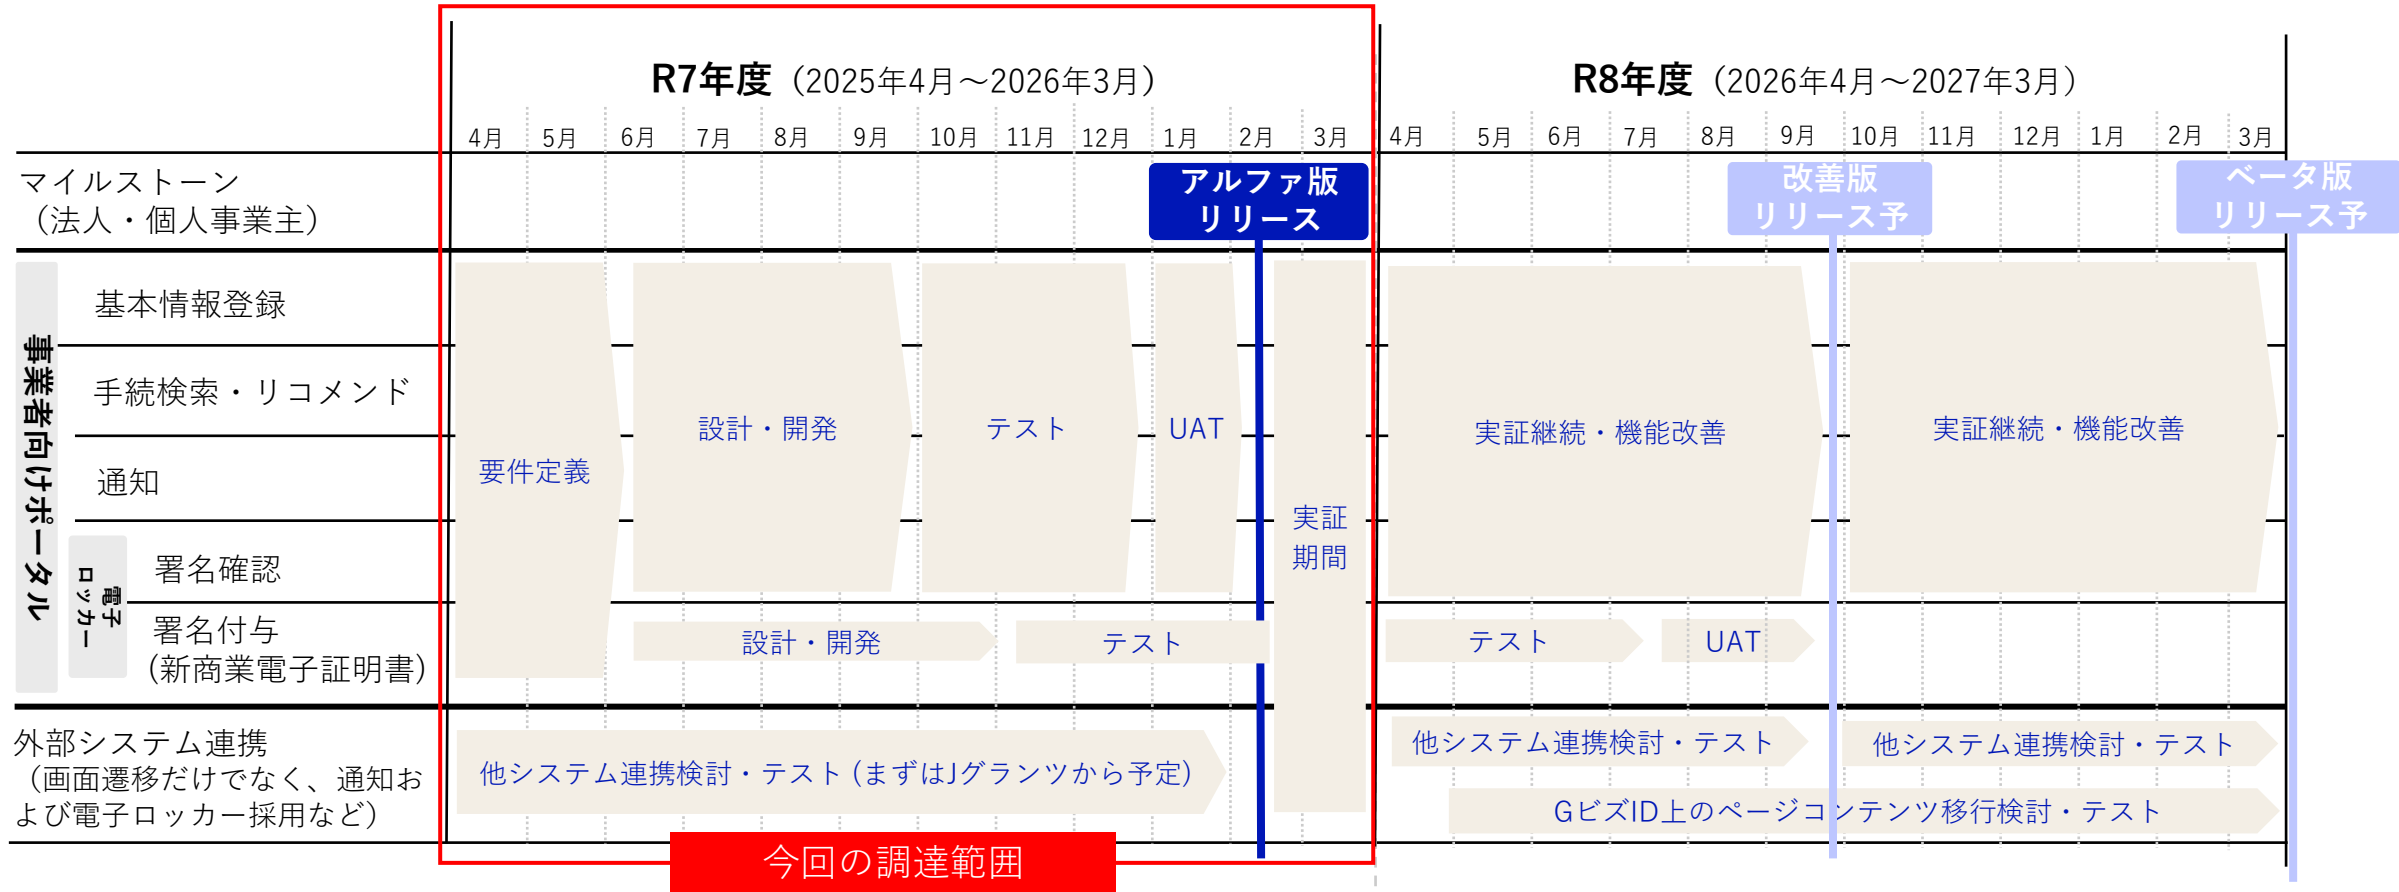 R7年度（2025年4月～2026年3月）
R8年度（2026年4月～2027年3月）
4月 5月 6月 7月 8月 9月 10月 11月 12月 1月 2月 3月
4月 5月 6月 7月 8月 9月 10月 11月 12月 1月 2月 3月
マイルストーン
（法人・個人事業主）
アルファ版
リリース
改善版
リリース予
ベータ版
リリース予
事業者向けポータル
基本情報登録
手続検索・リコメンド
通知
電子
ロッカー
署名確認
署名付与
(新商業電子証明書)
要件定義
設計・開発
テスト
UAT
実証
期間
実証継続・機能改善
実証継続・機能改善
設計・開発
テスト
テスト
UAT
外部システム連携
（画面遷移だけでなく、通知お
よび電子ロッカー採用など）
他システム連携検討・テスト(まずはJグランツから予定)
他システム連携検討・テスト
他システム連携検討・テスト
GビズID上のページコンテンツ移行検討・テスト
今回の調達範囲